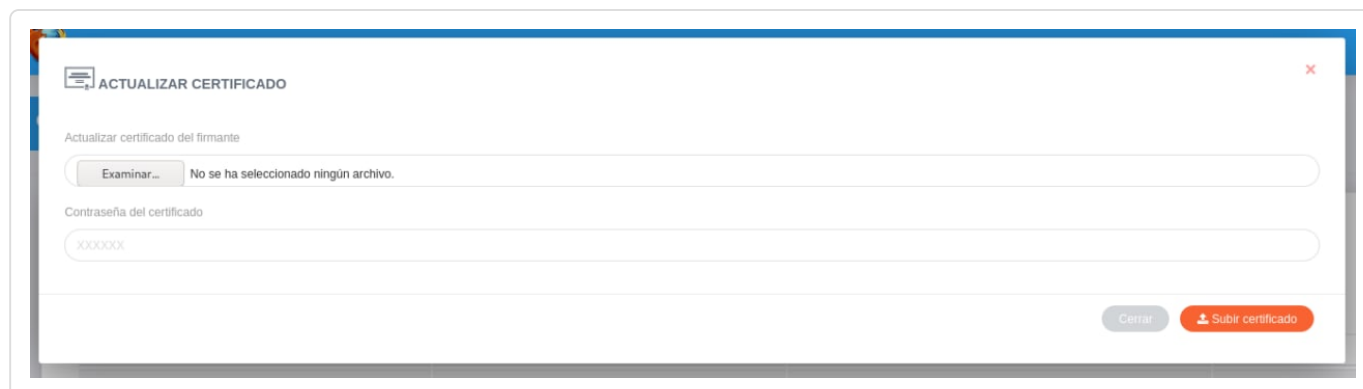 ACTUALIZAR CERTIFICADO
×
Actualizar certificado del firmante
Examinar... No se ha seleccionado ningún archivo.
Contraseña del certificado
XXXXXX
Cerrar Subir certificado